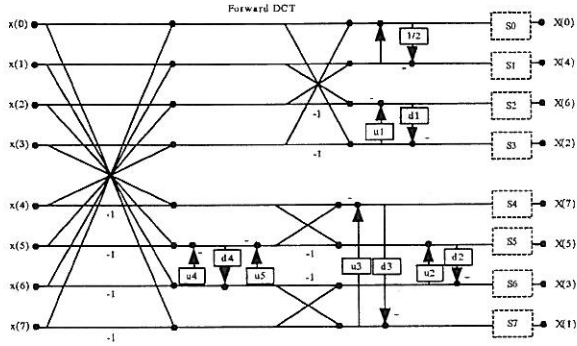 Forward DCT
x(0) 1/2 S0 X(0)
x(1) - S1 X(4)
x(2) - d1 S2 X(6)
-1 u1 -
x(3) -1 S3 X(2)
x(4) - S4 X(7)
-1
x(5) - d4 - u3 d3 d2 S5 X(5)
-1 u4 u5 -1 u2 -
x(6) -1 - S6 X(3)
-1
x(7) - S7 X(1)
-1 -1